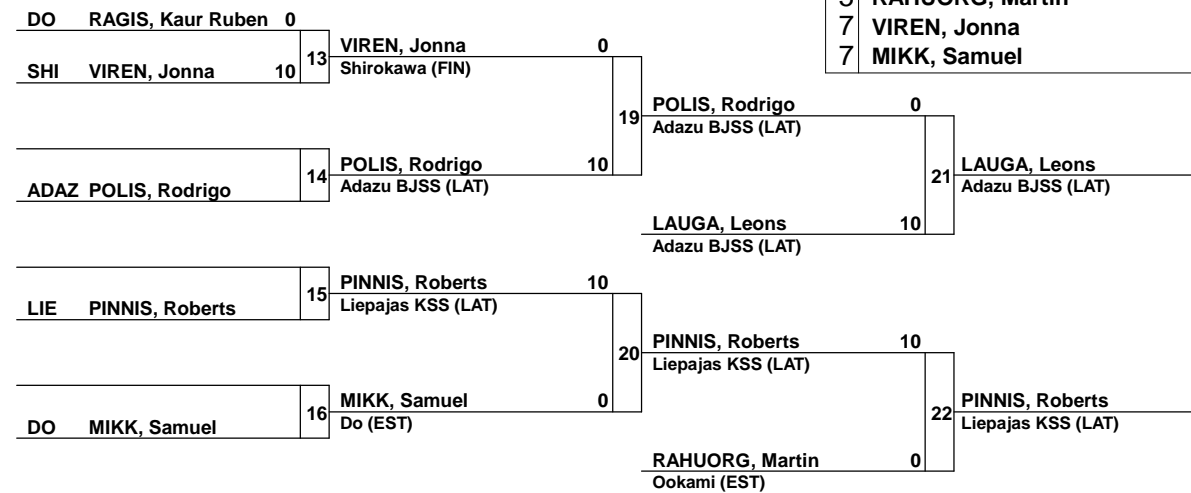 5 RAHUORG, Martin
7 VIREN, Jonna
7 MIKK, Samuel
DO RAGIS, Kaur Ruben 0
SHI VIREN, Jonna 10
13
VIREN, Jonna 0
Shirokawa (FIN)
ADAZ POLIS, Rodrigo
14
POLIS, Rodrigo 10
Adazu BJSS (LAT)
19
POLIS, Rodrigo 0
Adazu BJSS (LAT)
LAUGA, Leons 10
Adazu BJSS (LAT)
21
LAUGA, Leons
Adazu BJSS (LAT)
LIE PINNIS, Roberts
15
PINNIS, Roberts 10
Liepajas KSS (LAT)
DO MIKK, Samuel
16
MIKK, Samuel 0
Do (EST)
20
PINNIS, Roberts 10
Liepajas KSS (LAT)
RAHUORG, Martin 0
Ookami (EST)
22
PINNIS, Roberts
Liepajas KSS (LAT)